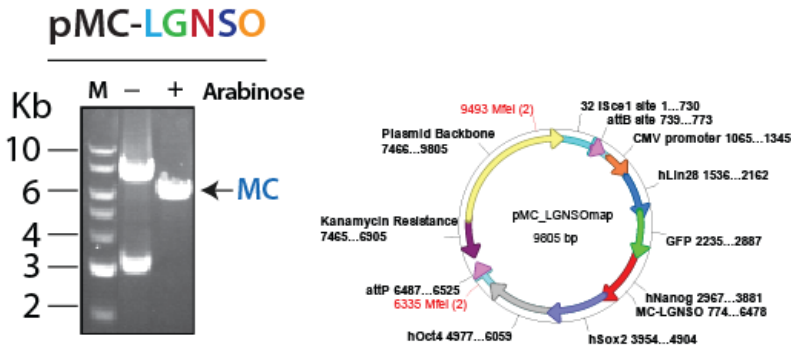 pMC-LGNSO
M – + Arabinose
Kb
10
6
4
3
2
←MC
9493 MfeI (2)
32 ISce1 site 1...730
attB site 739...773
Plasmid Backbone
7466...9805
CMV promoter 1065...1345
hLin28 1536...2162
Kanamycin Resistance
7465...6905
pMC_LGNSOmap
9805 bp
GFP 2235...2887
attP 6487...6525
6335 MfeI (2)
hNanog 2967...3881
MC-LGNSO 774...6478
hOct4 4977...6059
hSox2 3954...4904